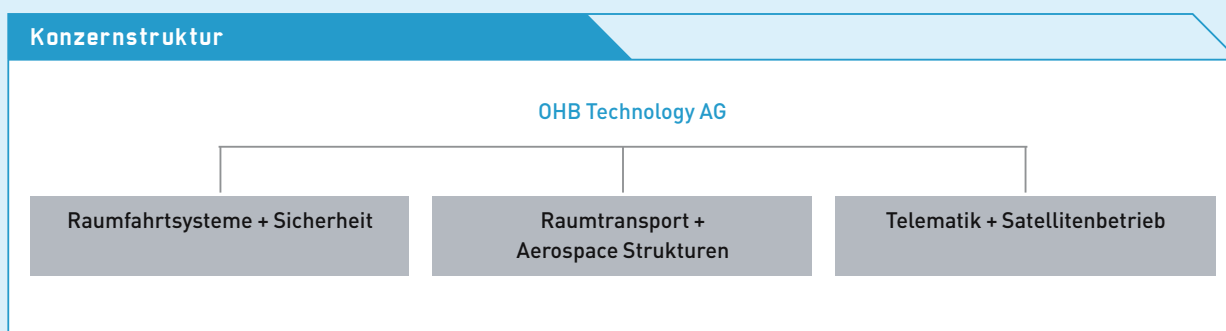 Konzernstruktur
OHB Technology AG
Raumfahrtsysteme + Sicherheit
Raumtransport +
Aerospace Strukturen
Telematik + Satellitenbetrieb